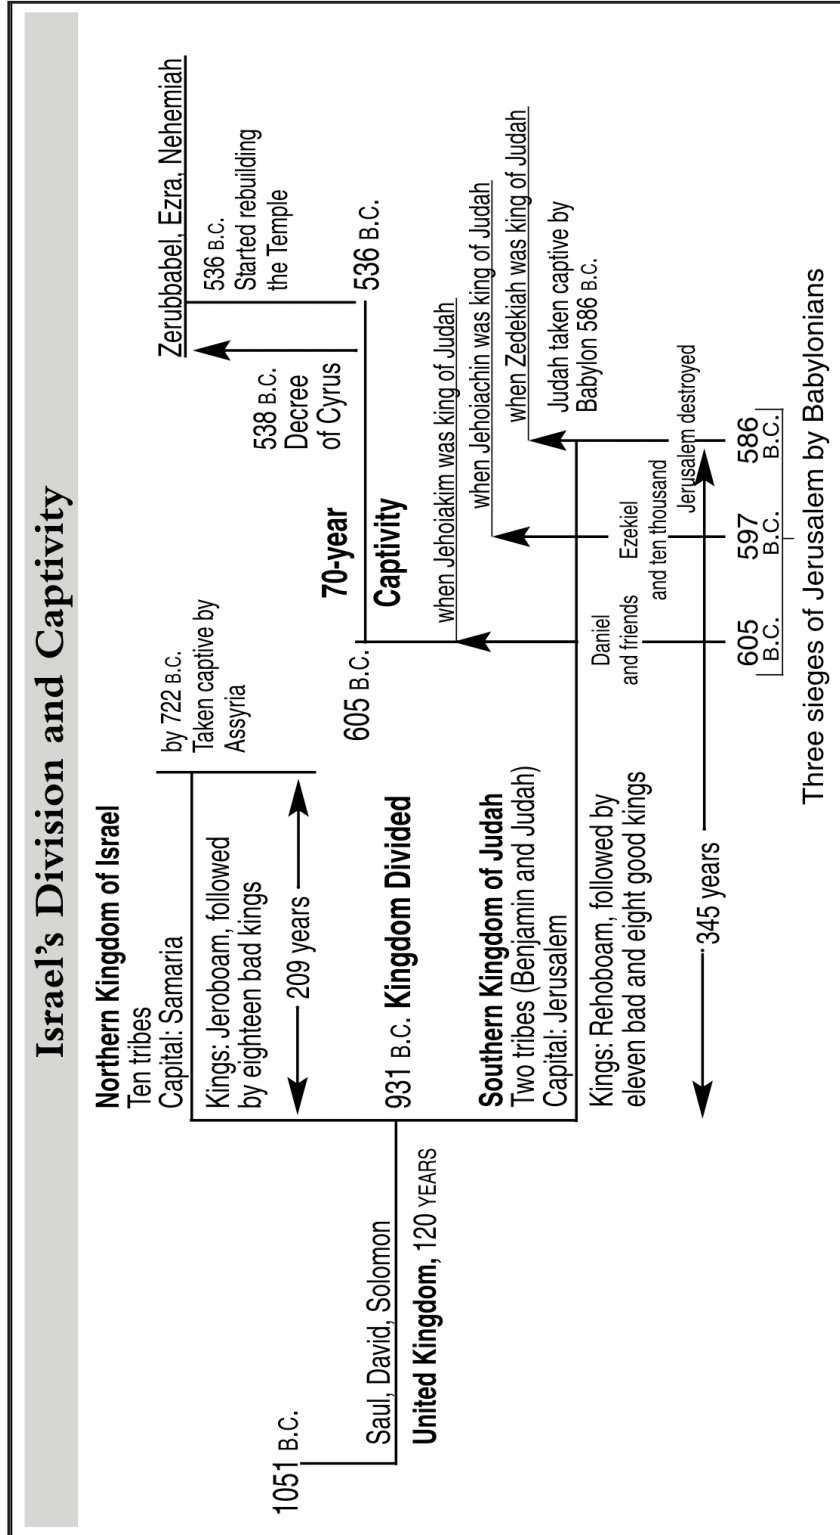 Israel's Division and Captivity
1051 B.C.
Saul, David, Solomon
United Kingdom, 120 YEARS
Northern Kingdom of Israel
Ten tribes
Capital: Samaria
Kings: Jeroboam, followed
by eighteen bad kings
209 years
by 722 B.C.
Taken captive by
Assyria
931 B.C. Kingdom Divided
Southern Kingdom of Judah
Two tribes (Benjamin and Judah)
Capital: Jerusalem
Kings: Rehoboam, followed by
eleven bad and eight good kings
345 years
605 B.C.
70-year
Captivity
538 B.C.
Decree
of Cyrus
Zerubbabel, Ezra, Nehemiah
536 B.C.
Started rebuilding
the Temple
536 B.C.
when Jehoiakim was king of Judah
when Jehoiachin was king of Judah
when Zedekiah was king of Judah
Judah taken captive by
Babylon 586 B.C.
Daniel
and friends
Ezekiel
and ten thousand
Jerusalem destroyed
605
B.C.
597
B.C.
586
B.C.
Three sieges of Jerusalem by Babylonians